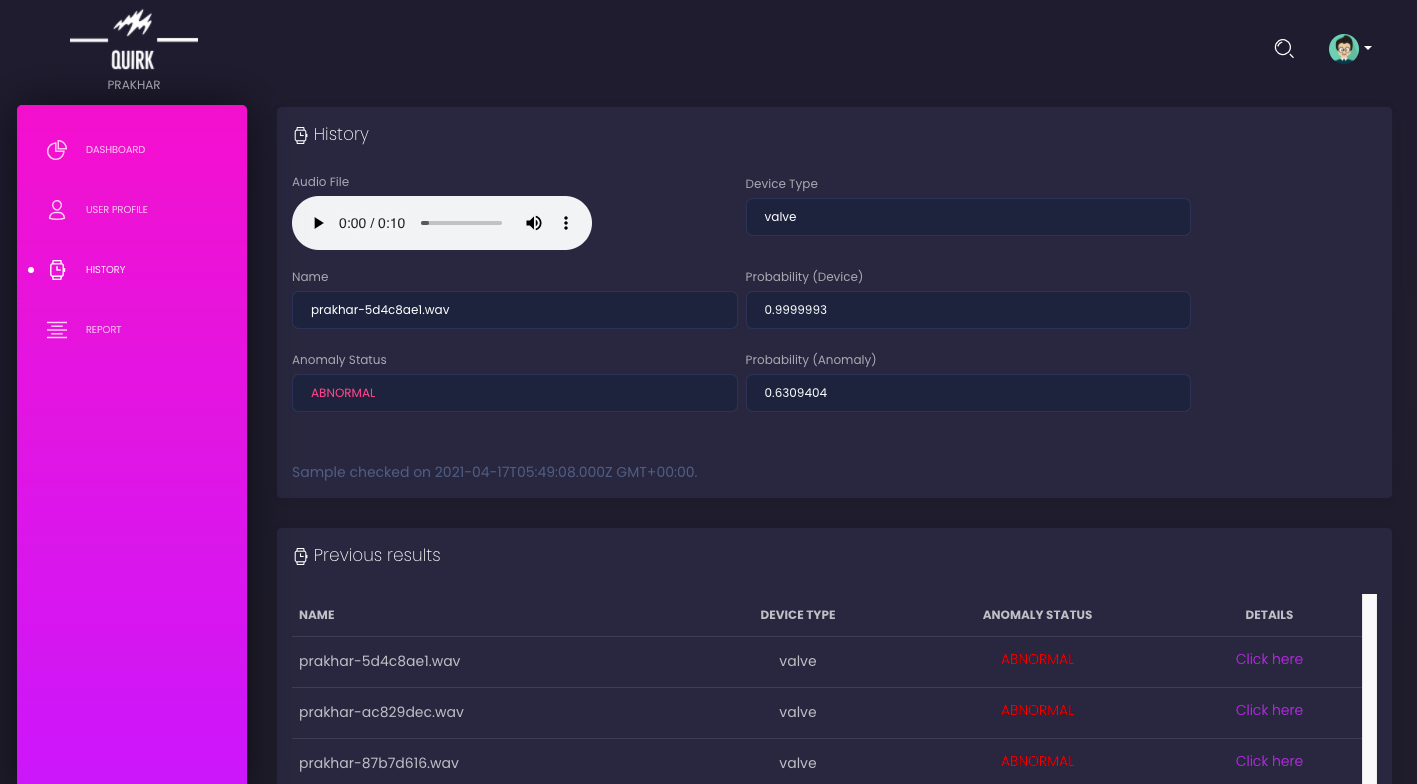 QUIRK
PRAKHAR
DASHBOARD
USER PROFILE
HISTORY
REPORT
History
Audio File
Device Type
0:00 / 0:10
valve
Name
Probability (Device)
prakhar-5d4c8ae1.wav
0.9999993
Anomaly Status
Probability (Anomaly)
ABNORMAL
0.6309404
Sample checked on 2021-04-17T05:49:08.000Z GMT+00:00.
Previous results
NAME DEVICE TYPE ANOMALY STATUS DETAILS
prakhar-5d4c8ae1.wav valve ABNORMAL Click here
prakhar-ac829dec.wav valve ABNORMAL Click here
prakhar-87b7d616.wav valve ABNORMAL Click here